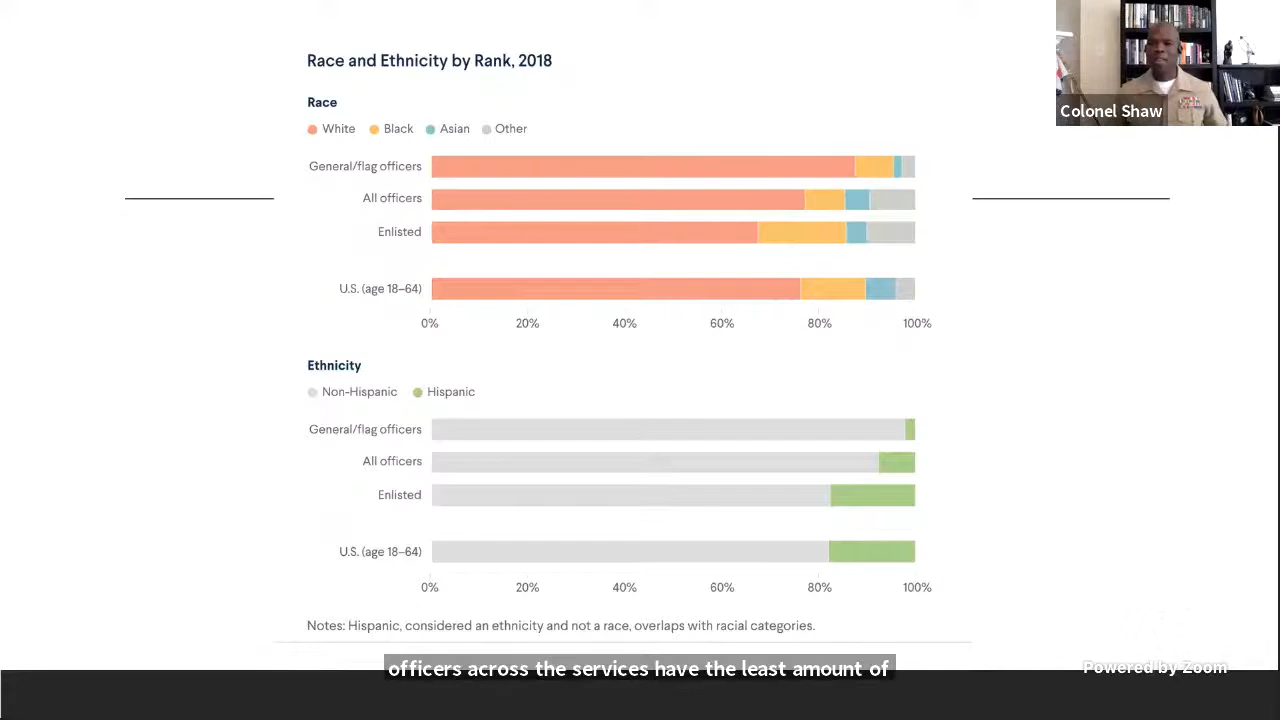 Race and Ethnicity by Rank, 2018
Colonel Shaw
Race
White Black Asian Other
General/flag officers
All officers
Enlisted
U.S. (age 18–64)
0% 20% 40% 60% 80% 100%
Ethnicity
Non-Hispanic Hispanic
General/flag officers
All officers
Enlisted
U.S. (age 18–64)
0% 20% 40% 60% 80% 100%
Notes: Hispanic, considered an ethnicity and not a race, overlaps with racial categories.
officers across the services have the least amount of
Powered by Zoom